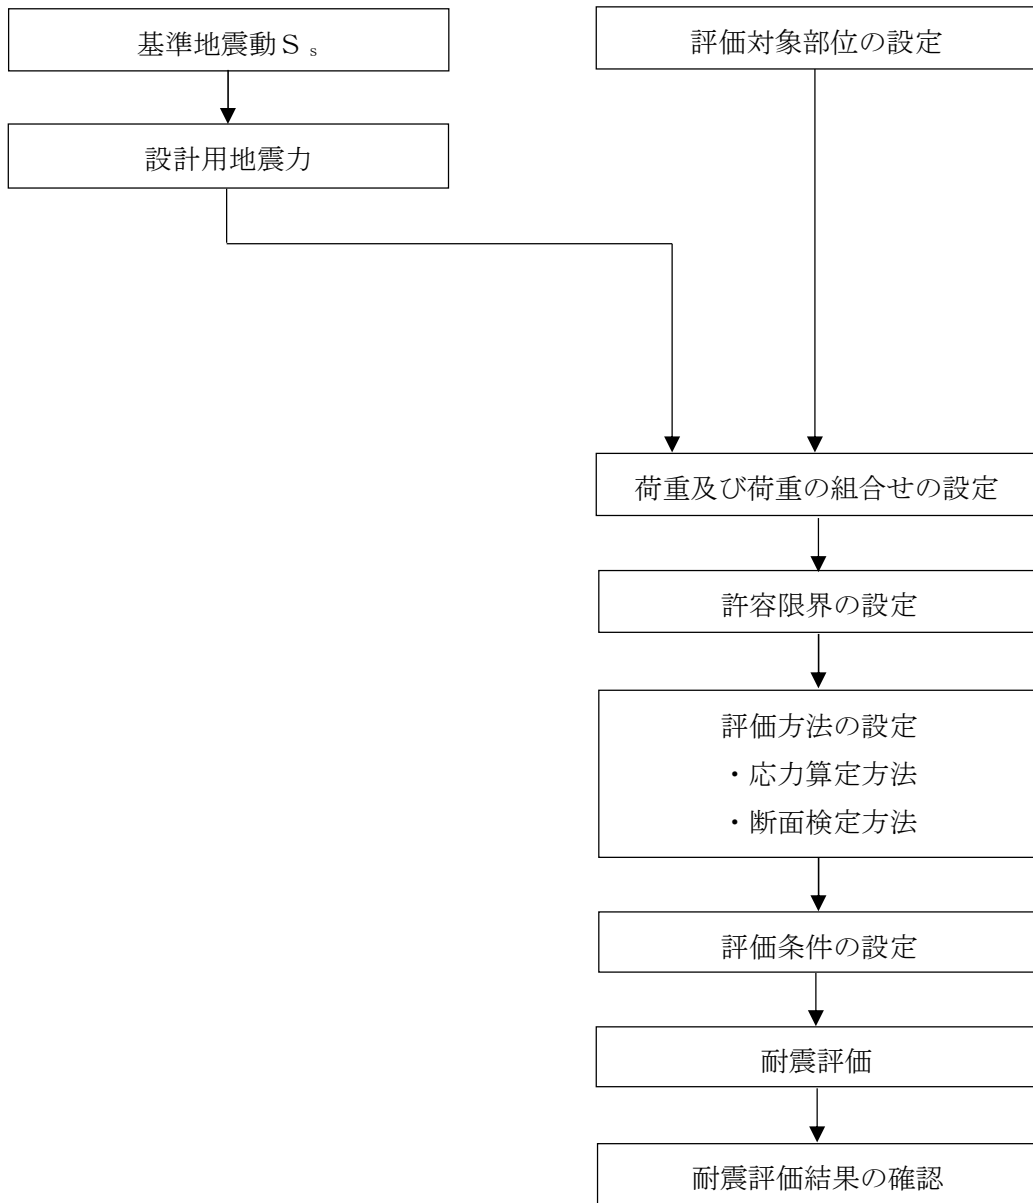 基準地震動Ｓｓ
評価対象部位の設定
設計用地震力
荷重及び荷重の組合せの設定
許容限界の設定
評価方法の設定
・応力算定方法
・断面検定方法
評価条件の設定
耐震評価
耐震評価結果の確認